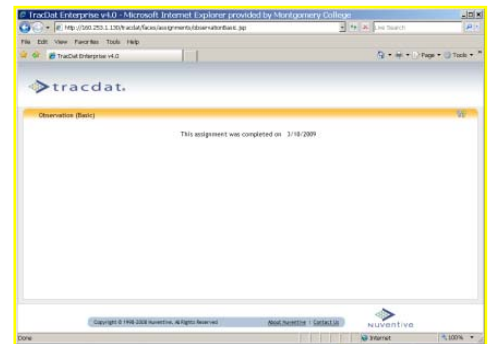 TracDat Enterprise v4.0 - Microsoft Internet Explorer provided by Montgomery College
http://160.253.1.130/tracdat/faces/assignments/observationBasic.jsp
Live Search
File Edit View Favorites Tools Help
TracDat Enterprise v4.0
Page Tools
tracdat.
Observation (Basic)
This assignment was completed on 3/10/2009
Copyright © 1998-2008 Nuventive. All Rights Reserved
About Nuventive | Contact Us
nuventive
Done
Internet
100%